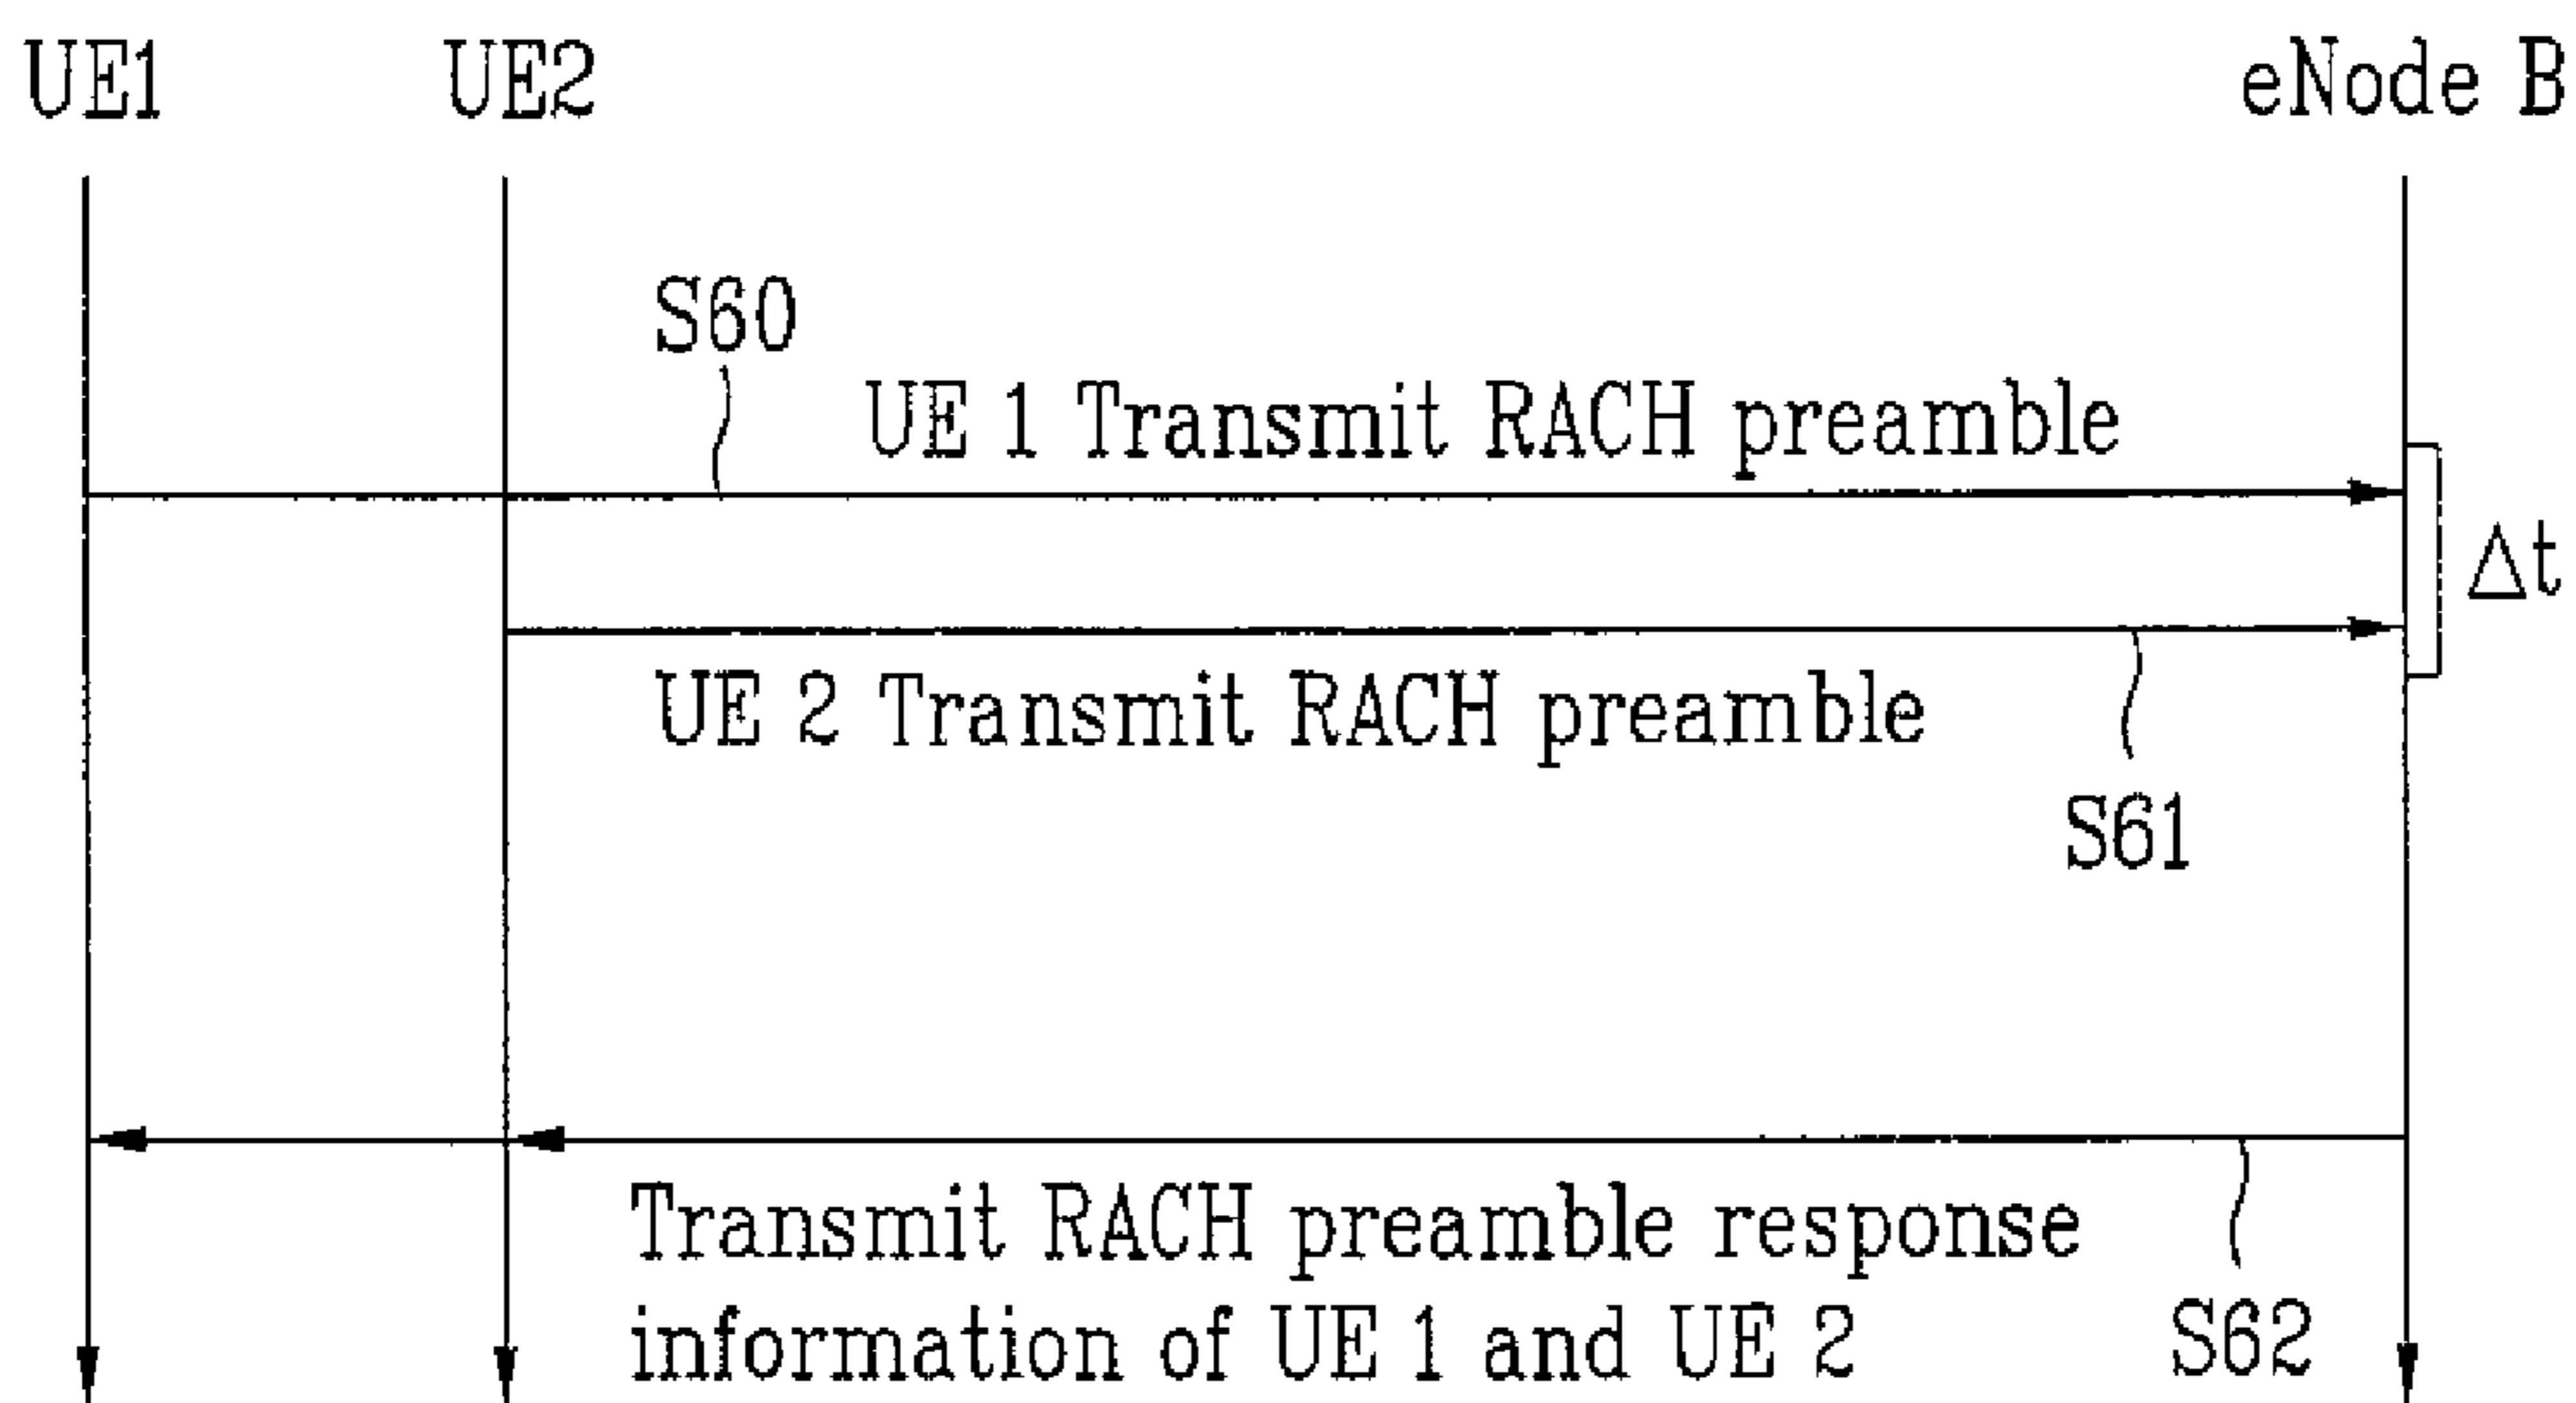 UE1
UE2
eNode B
S60
UE 1 Transmit RACH preamble
Δt
UE 2 Transmit RACH preamble
S61
Transmit RACH preamble response
information of UE 1 and UE 2
S62